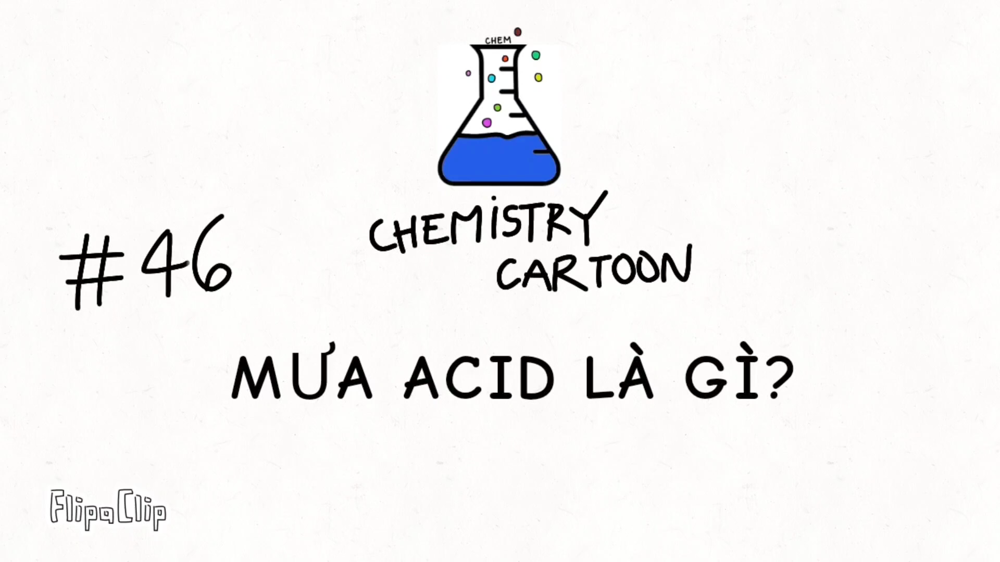 CHEM
CHEMiSTRY
CARTOON
#46
MƯA ACID LÀ GÌ?
FlipaClip